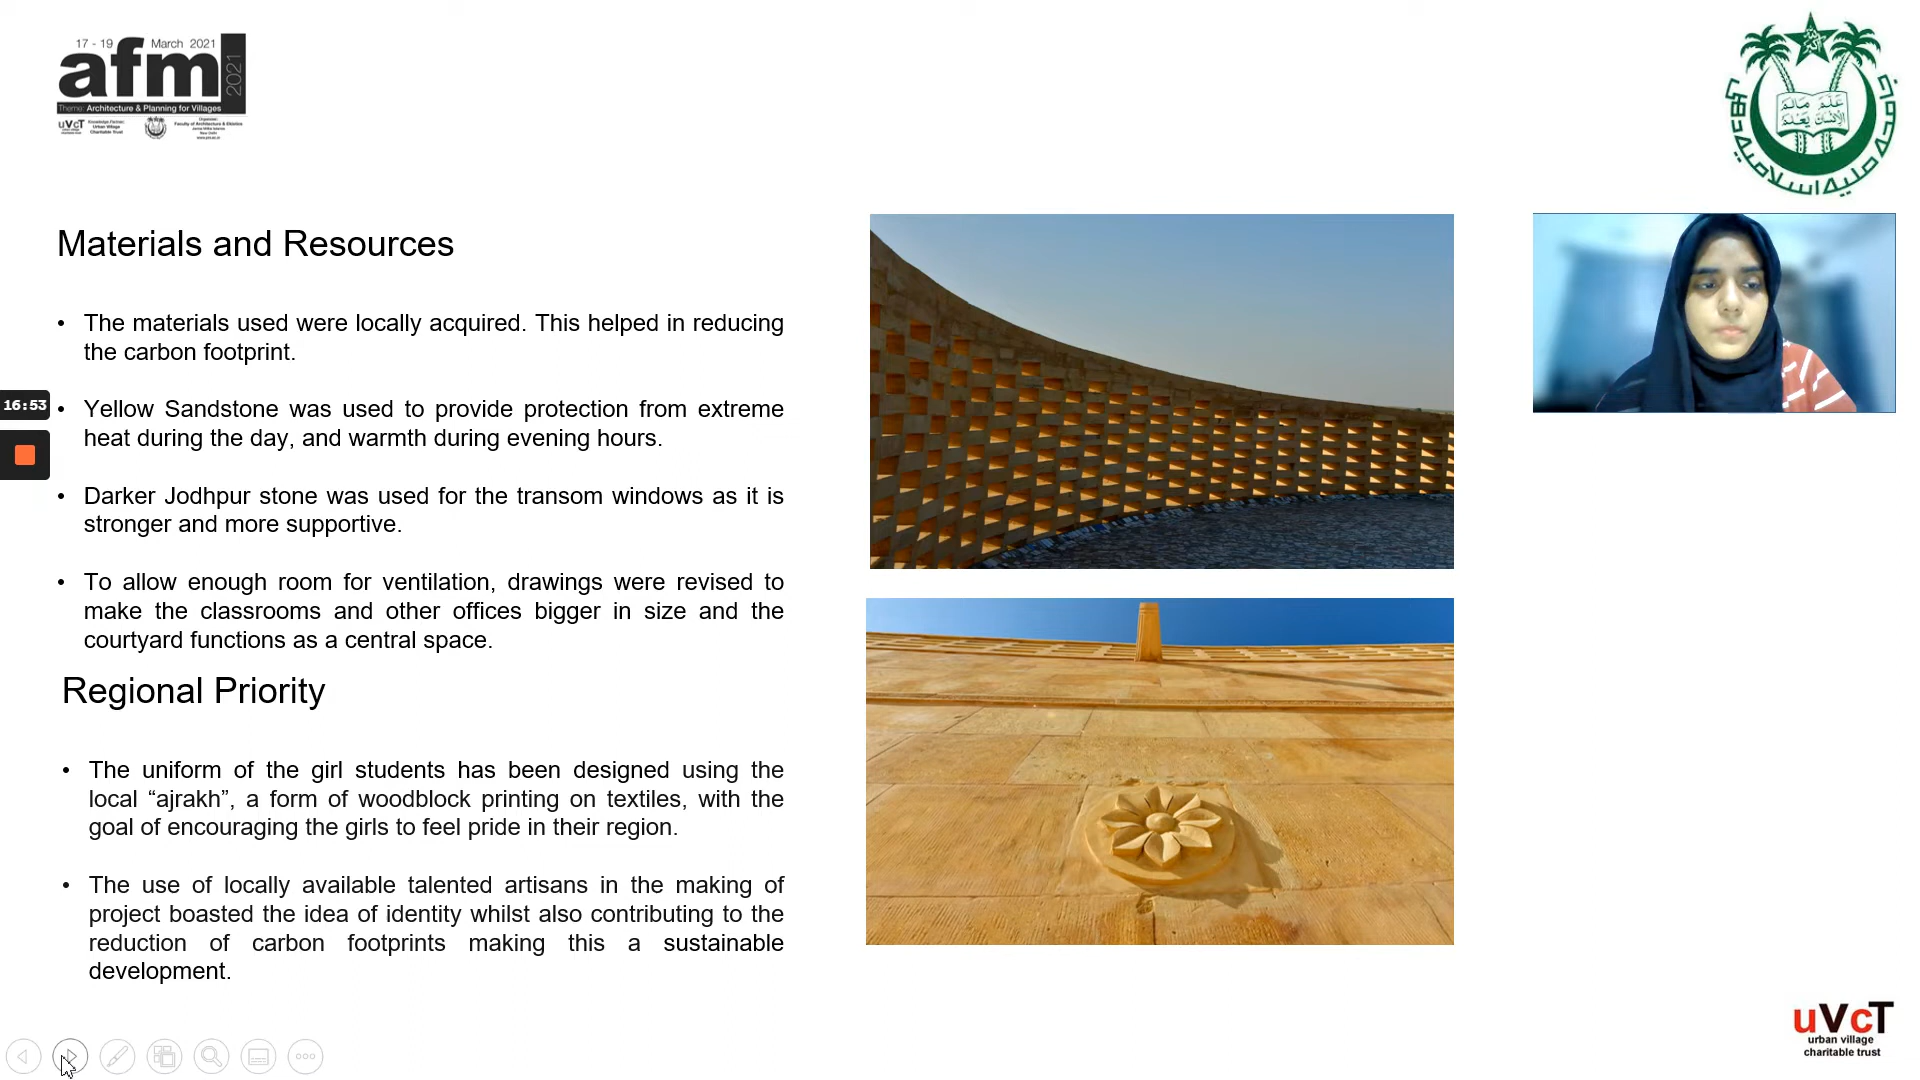 17 - 19 March 2021
afm
2021
Theme: Architecture & Planning for Villages
uVcT
Knowledge Partner:
Urban Village
Charitable Trust
Organiser:
Faculty of Architecture & Ekistics
Jamia Millia Islamia
New Delhi
Materials and Resources
• The materials used were locally acquired. This helped in reducing
the carbon footprint.
16:53
• Yellow Sandstone was used to provide protection from extreme
heat during the day, and warmth during evening hours.
• Darker Jodhpur stone was used for the transom windows as it is
stronger and more supportive.
• To allow enough room for ventilation, drawings were revised to
make the classrooms and other offices bigger in size and the
courtyard functions as a central space.
Regional Priority
• The uniform of the girl students has been designed using the
local “ajrakh”, a form of woodblock printing on textiles, with the
goal of encouraging the girls to feel pride in their region.
• The use of locally available talented artisans in the making of
project boasted the idea of identity whilst also contributing to the
reduction of carbon footprints making this a sustainable
development.
uVcT
urban village
charitable trust